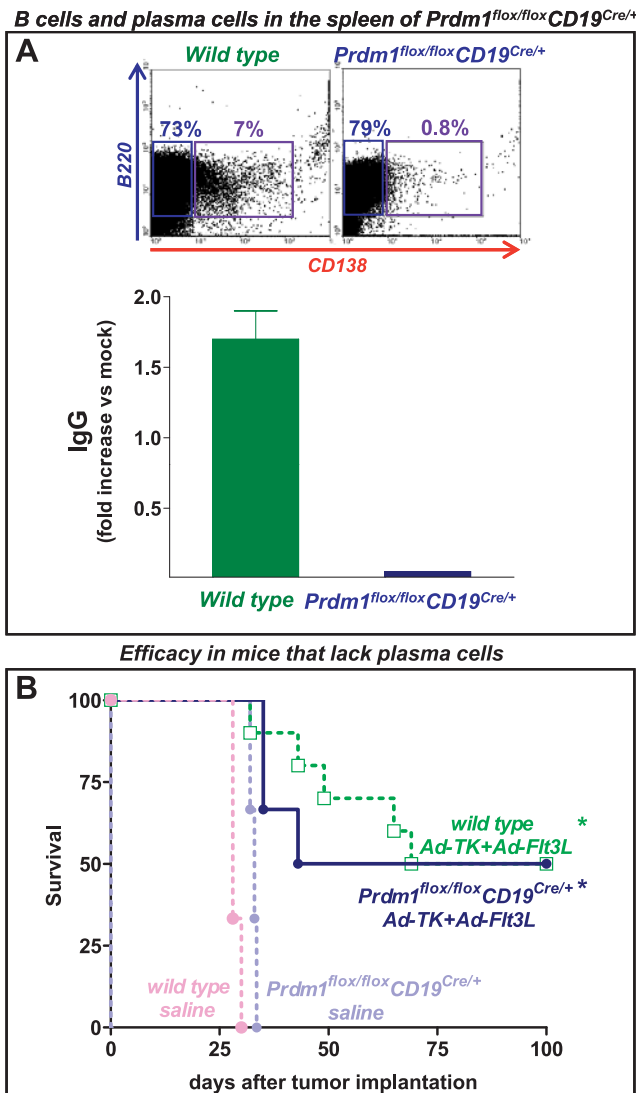 B cells and plasma cells in the spleen of Prdm1flox/floxCD19Cre/+
A
Wild type
Prdm1flox/floxCD19Cre/+
73% 7%
79% 0.8%
B220
CD138
2.0
1.5
1.0
0.5
IgG
(fold increase vs mock)
Wild type Prdm1flox/floxCD19Cre/+
Efficacy in mice that lack plasma cells
B
100
75
50
25
0
Survival
wild type *
Ad-TK+Ad-Flt3L
Prdm1flox/floxCD19Cre/+ *
Ad-TK+Ad-Flt3L
wild type
saline
Prdm1flox/floxCD19Cre/+
saline
0 25 50 75 100
days after tumor implantation